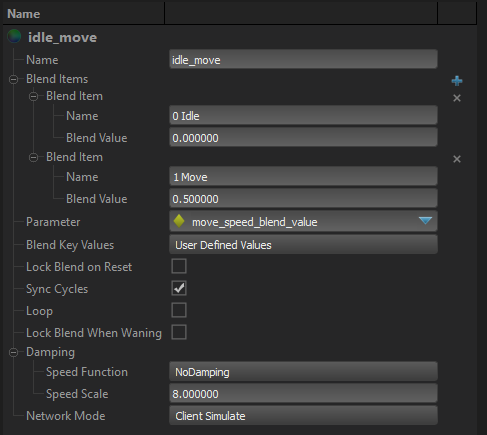 Name
idle_move
Name idle_move
Blend Items
Blend Item
Name 0 Idle
Blend Value 0.000000
Blend Item
Name 1 Move
Blend Value 0.500000
Parameter move_speed_blend_value
Blend Key Values User Defined Values
Lock Blend on Reset
Sync Cycles
Loop
Lock Blend When Waning
Damping
Speed Function NoDamping
Speed Scale 8.000000
Network Mode Client Simulate